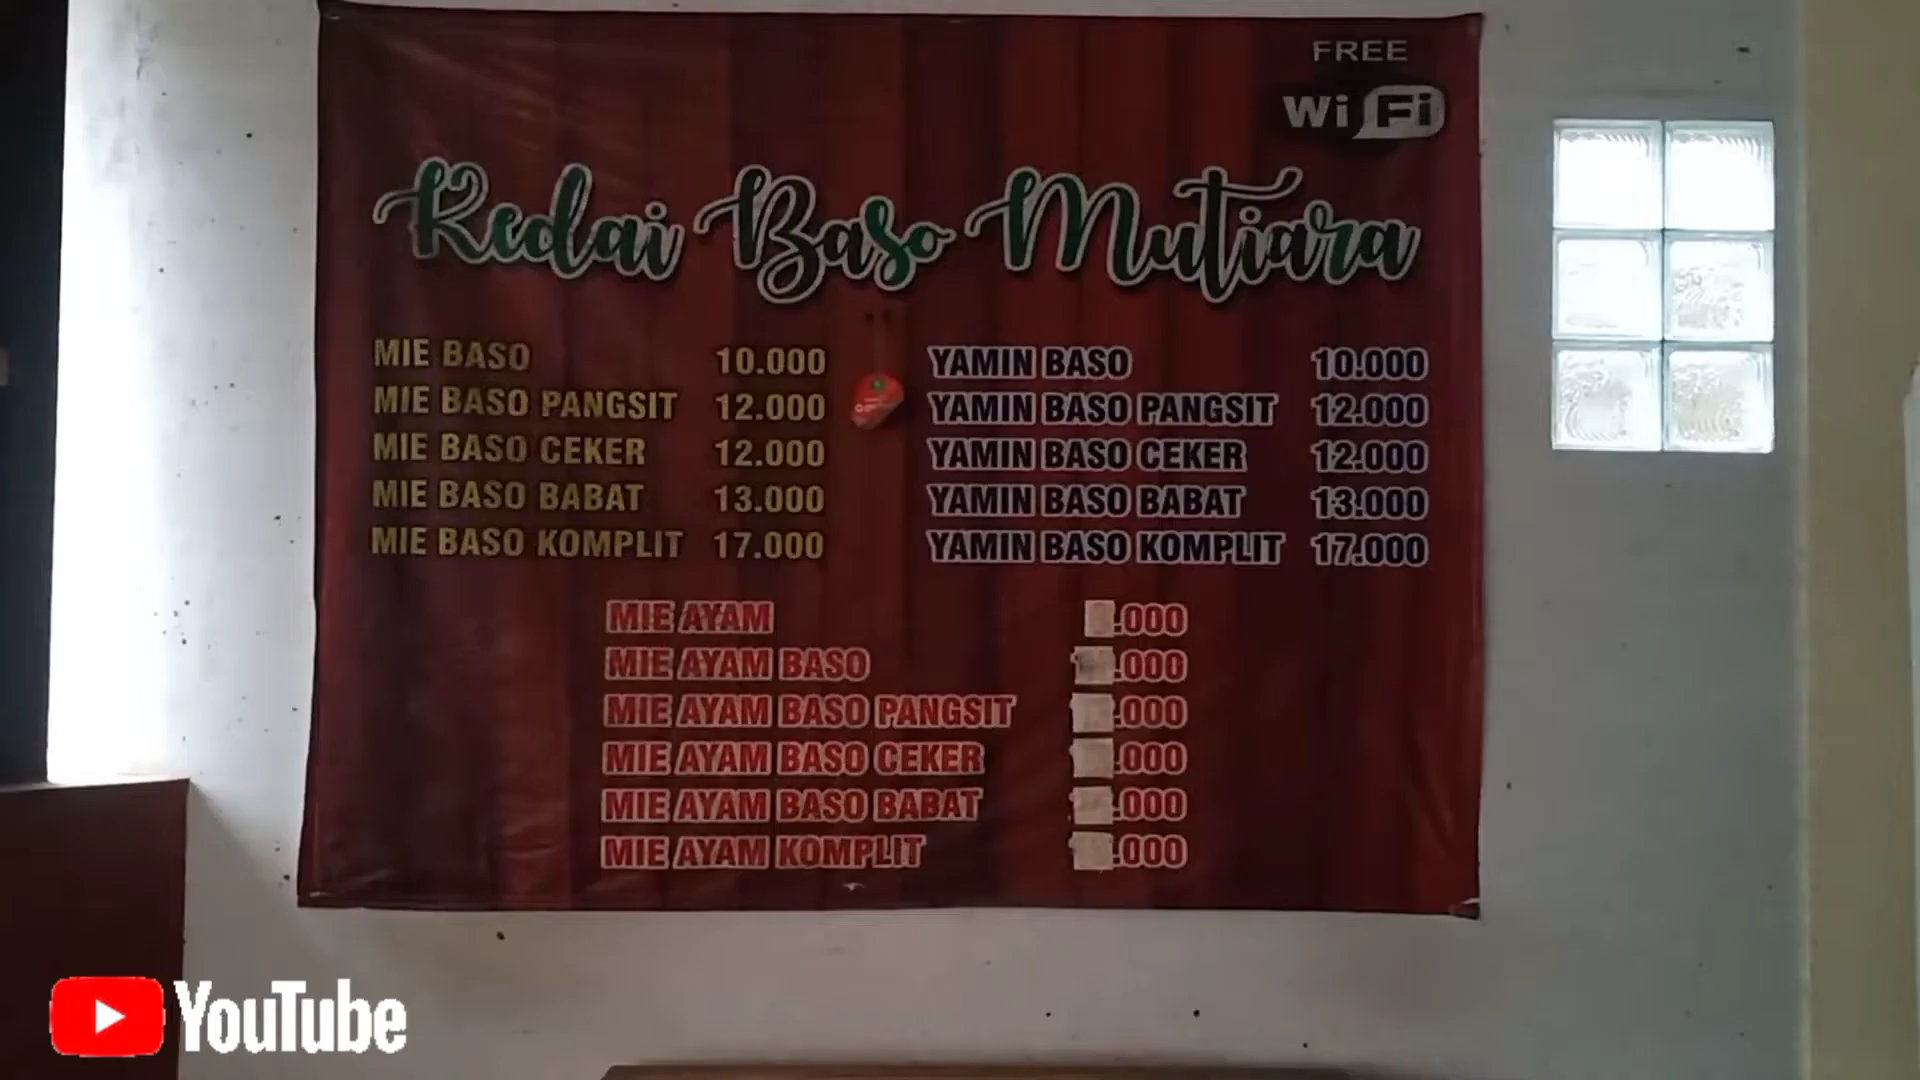 FREE
WiFi
Kedai Baso Mutiara
MIE BASO 10.000
MIE BASO PANGSIT 12.000
MIE BASO CEKER 12.000
MIE BASO BABAT 13.000
MIE BASO KOMPLIT 17.000
YAMIN BASO 10.000
YAMIN BASO PANGSIT 12.000
YAMIN BASO CEKER 12.000
YAMIN BASO BABAT 13.000
YAMIN BASO KOMPLIT 17.000
MIE AYAM .000
MIE AYAM BASO .000
MIE AYAM BASO PANGSIT .000
MIE AYAM BASO CEKER .000
MIE AYAM BASO BABAT .000
MIE AYAM KOMPLIT .000
YouTube